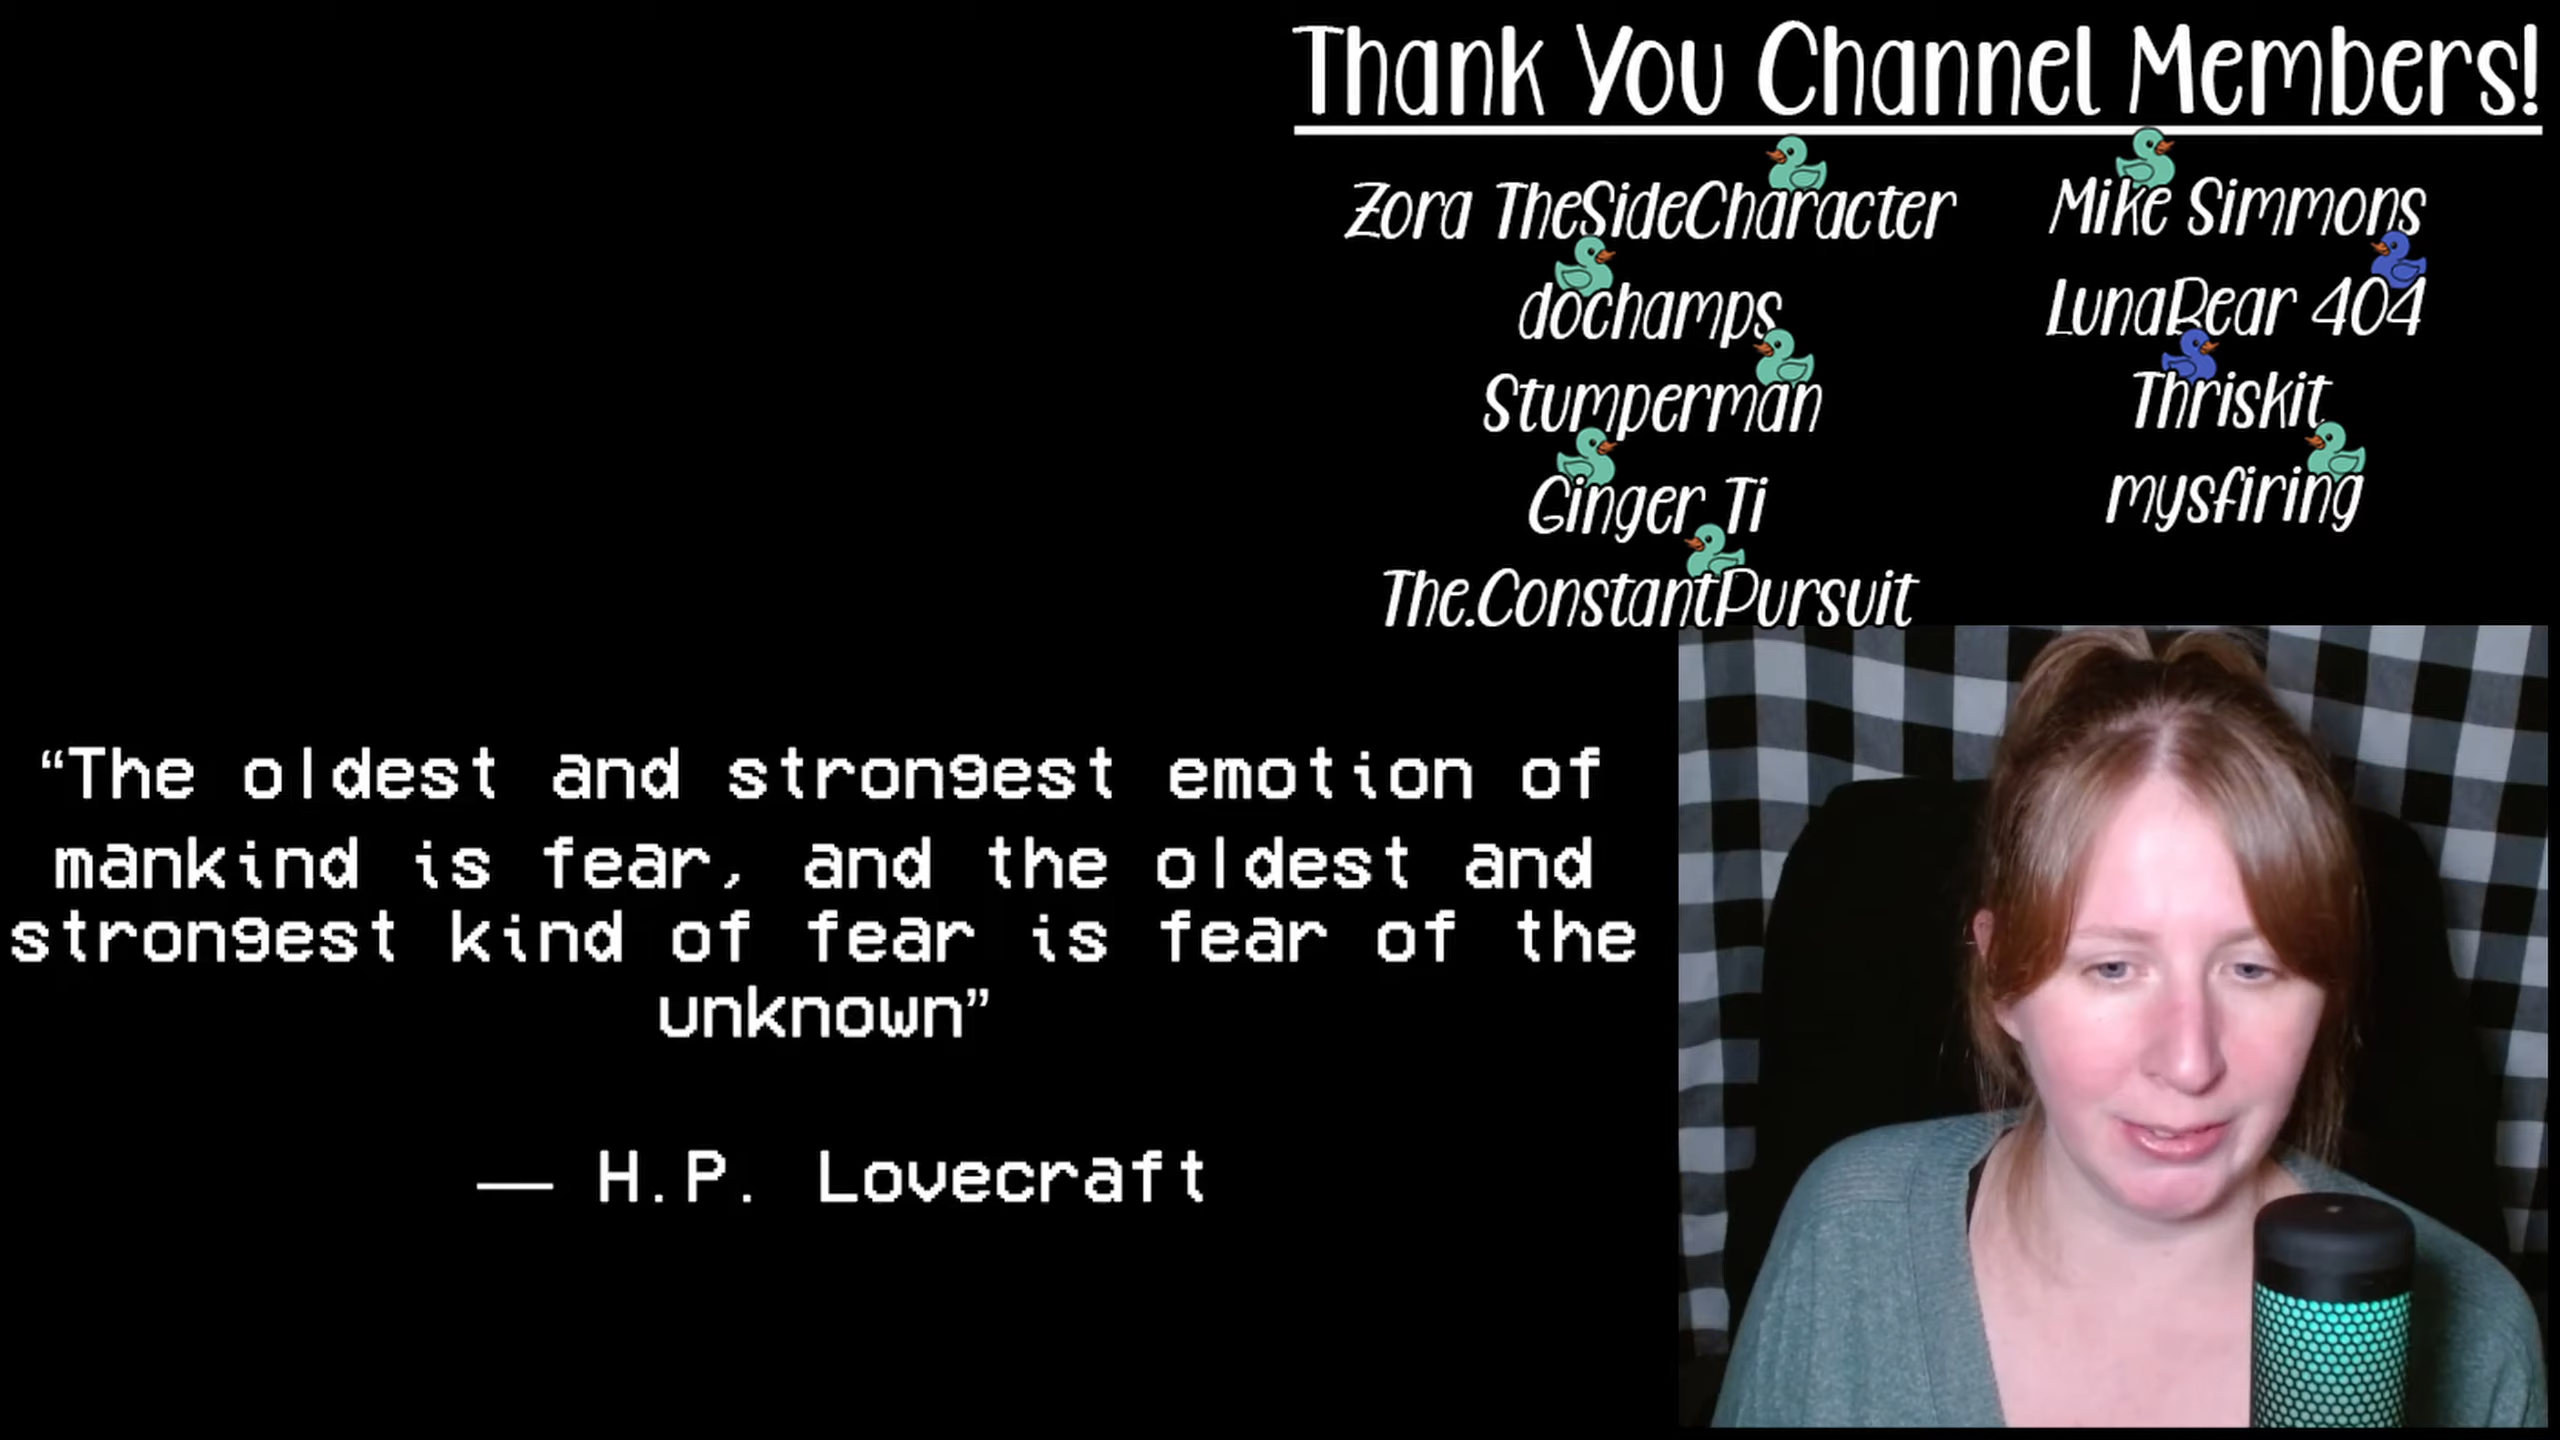 Thank You Channel Members!
Zora TheSideCharacter
dochamps
Stumperman
Ginger Ti
The.ConstantPursuit
Mike Simmons
LunaBear 404
Thriskit
mysfiring
“The oldest and strongest emotion of
mankind is fear, and the oldest and
strongest kind of fear is fear of the
unknown”
— H.P. Lovecraft